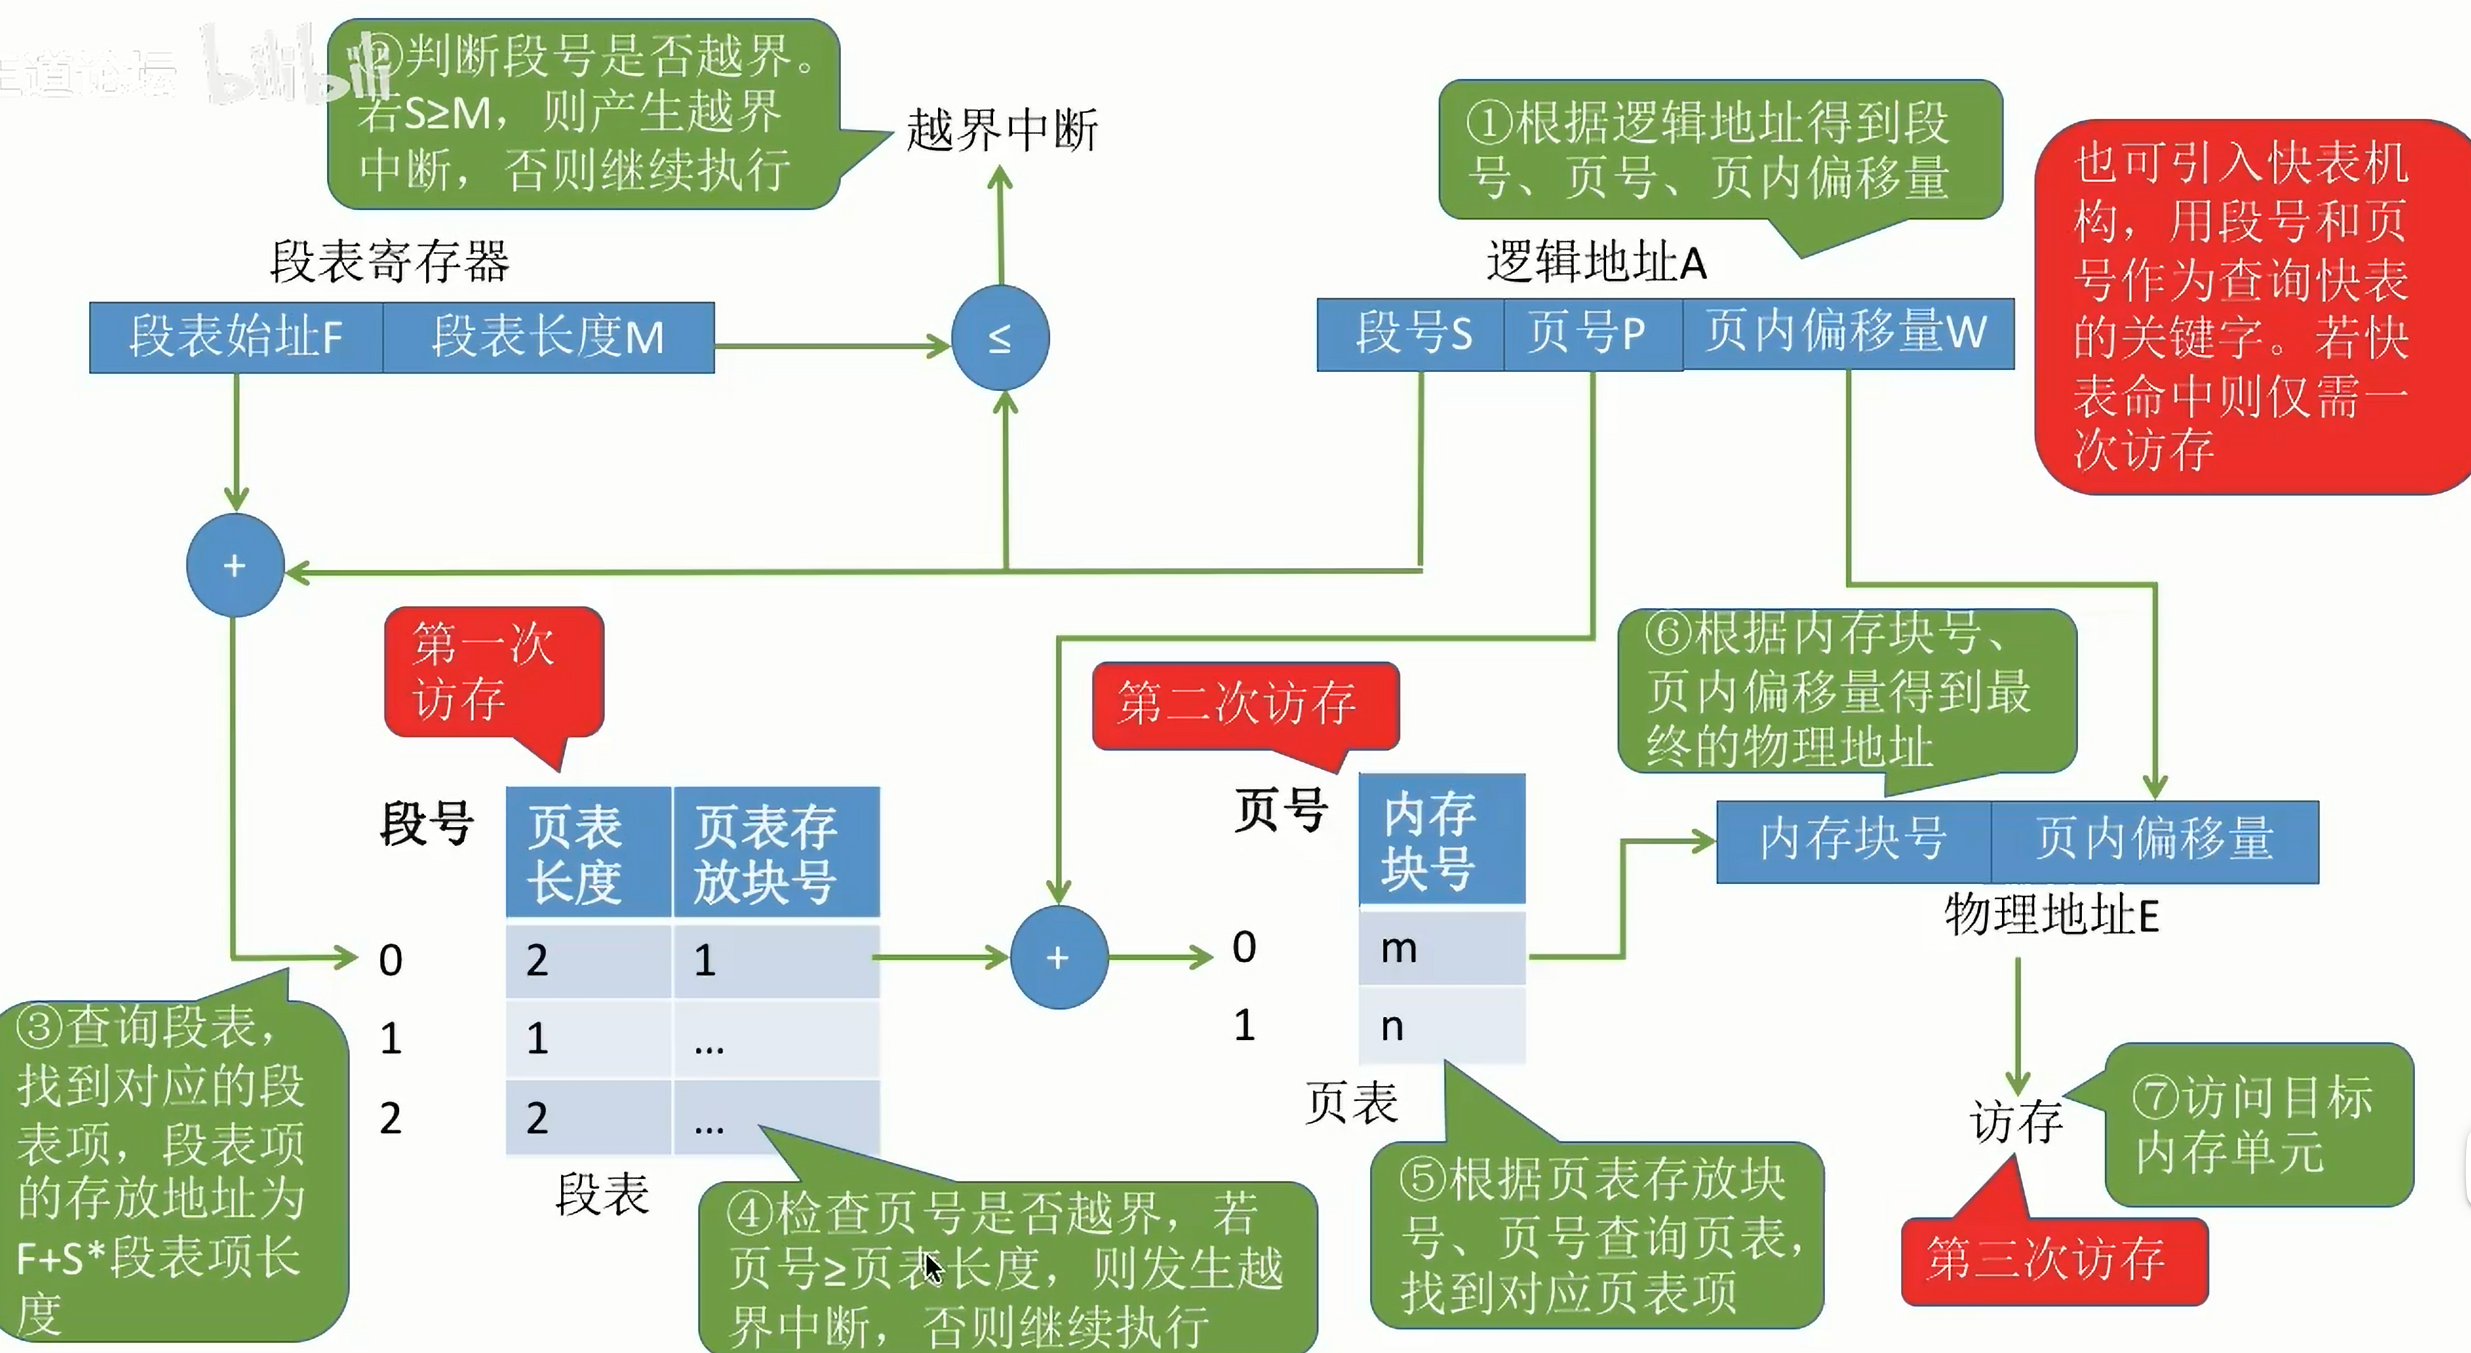 王道论坛
bilibili
②判断段号是否越界。
若S≥M，则产生越界
中断，否则继续执行
越界中断
①根据逻辑地址得到段
号、页号、页内偏移量
也可引入快表机
构，用段号和页
号作为查询快表
的关键字。若快
表命中则仅需一
次访存
段表寄存器
段表始址F
段表长度M
≤
逻辑地址A
段号S
页号P
页内偏移量W
+
第一次
访存
第二次访存
⑥根据内存块号、
页内偏移量得到最
终的物理地址
段号
页表
长度
页表存
放块号
0
2
1
1
1
...
2
2
...
段表
+
页号
内存
块号
0
m
1
n
页表
内存块号
页内偏移量
物理地址E
访存
③查询段表，
找到对应的段
表项，段表项
的存放地址为
F+S*段表项长
度
④检查页号是否越界，若
页号≥页表长度，则发生越
界中断，否则继续执行
⑤根据页表存放块
号、页号查询页表，
找到对应页表项
⑦访问目标
内存单元
第三次访存